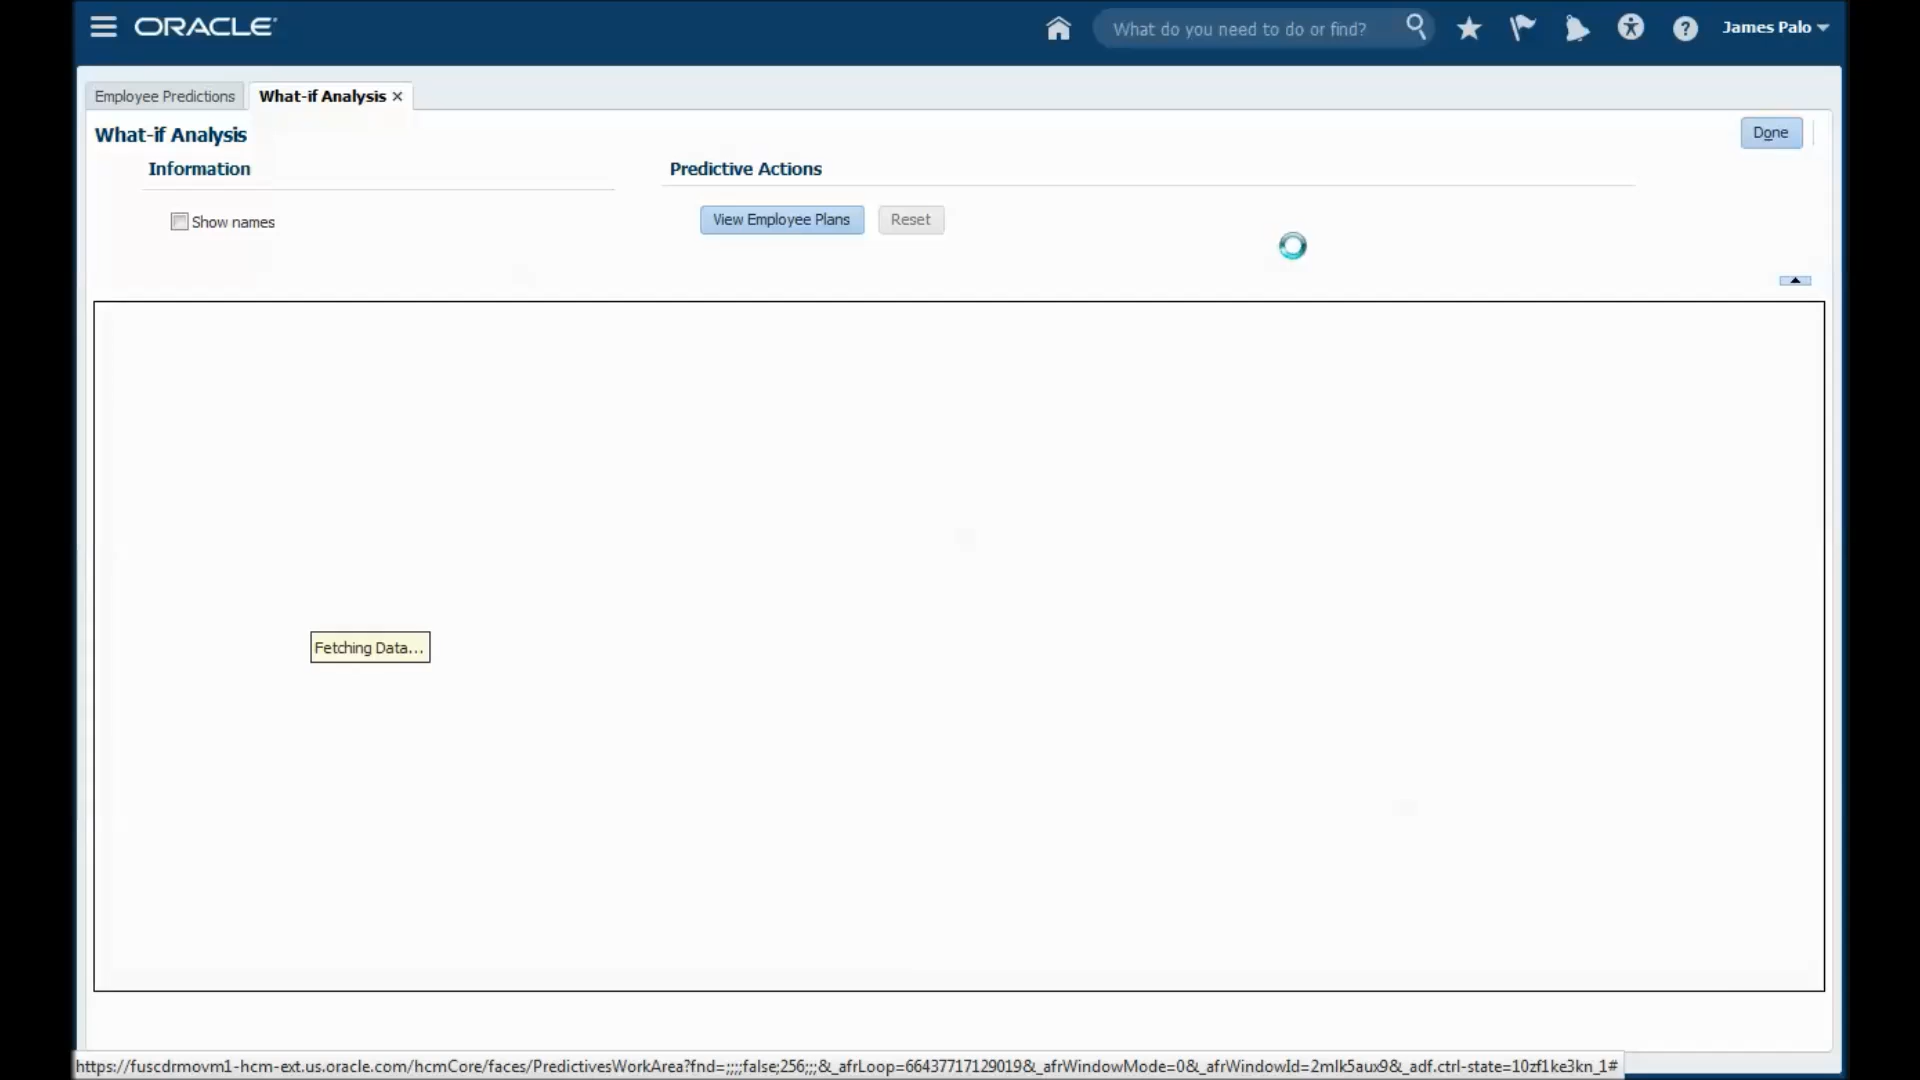 ORACLE
What do you need to do or find?
James Palo
Employee Predictions
What-if Analysis
What-if Analysis
Done
Information
Predictive Actions
Show names
View Employee Plans
Reset
Fetching Data...
https://fuscdrmovm1-hcm-ext.us.oracle.com/hcmCore/faces/PredictivesWorkArea?fnd=;;;;false;256;;;&_afrLoop=66437717129019&_afrWindowMode=0&_afrWindowId=2mlk5aux9&_adf.ctrl-state=10zf1ke3kn_1#